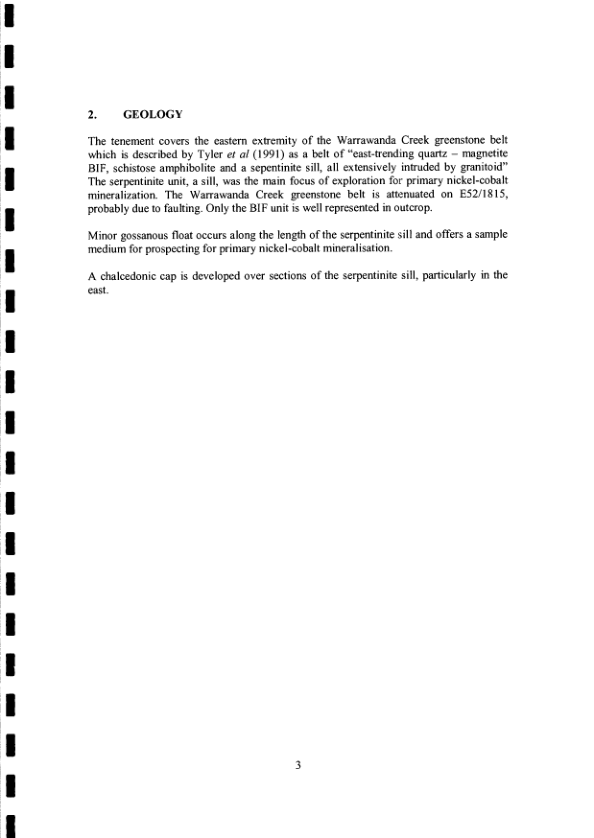 2. GEOLOGY
The tenement covers the eastern extremity of the Warrawanda Creek greenstone belt
which is described by Tyler et al (1991) as a belt of “east-trending quartz – magnetite
BIF, schistose amphibolite and a sepentinite sill, all extensively intruded by granitoid”
The serpentinite unit, a sill, was the main focus of exploration for primary nickel-cobalt
mineralization. The Warrawanda Creek greenstone belt is attenuated on E52/1815,
probably due to faulting. Only the BIF unit is well represented in outcrop.
Minor gossanous float occurs along the length of the serpentinite sill and offers a sample
medium for prospecting for primary nickel-cobalt mineralisation.
A chalcedonic cap is developed over sections of the serpentinite sill, particularly in the
east.
3